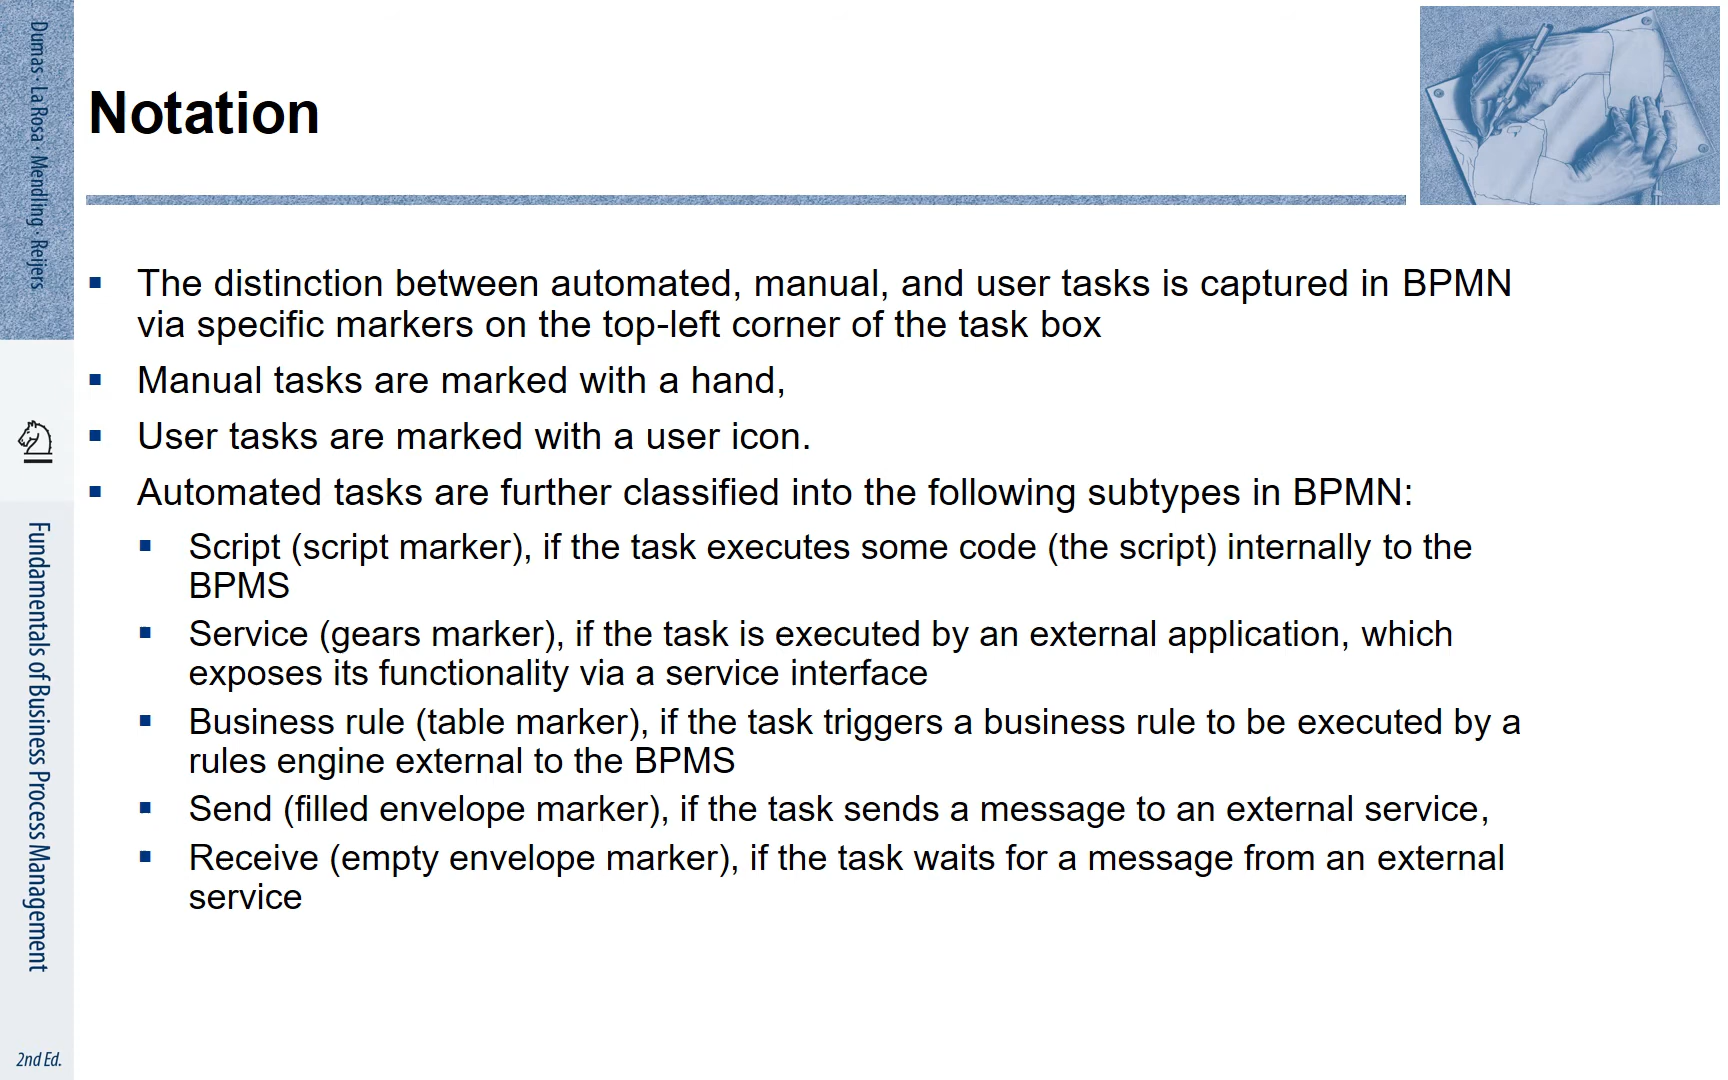 Dumas · La Rosa · Mendling · Reijers
Fundamentals of Business Process Management
2nd Ed.
Notation
The distinction between automated, manual, and user tasks is captured in BPMN
via specific markers on the top-left corner of the task box
Manual tasks are marked with a hand,
User tasks are marked with a user icon.
Automated tasks are further classified into the following subtypes in BPMN:
Script (script marker), if the task executes some code (the script) internally to the
BPMS
Service (gears marker), if the task is executed by an external application, which
exposes its functionality via a service interface
Business rule (table marker), if the task triggers a business rule to be executed by a
rules engine external to the BPMS
Send (filled envelope marker), if the task sends a message to an external service,
Receive (empty envelope marker), if the task waits for a message from an external
service